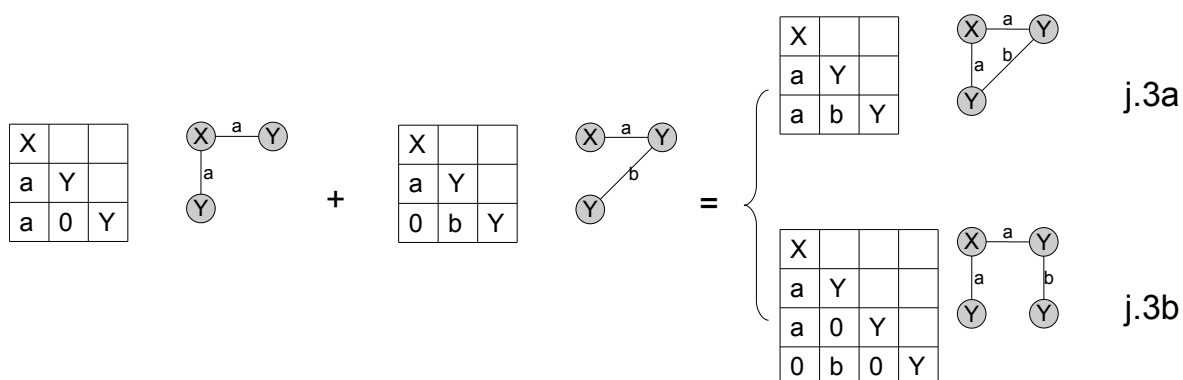 X
a Y
a 0 Y
X a Y
a
Y
+
X
a Y
0 b Y
X a Y
b
Y
=
X
a Y
a b Y
X a Y
a b
Y
j.3a
X
a Y
a 0 Y
0 b 0 Y
X a Y
a b
Y Y
j.3b